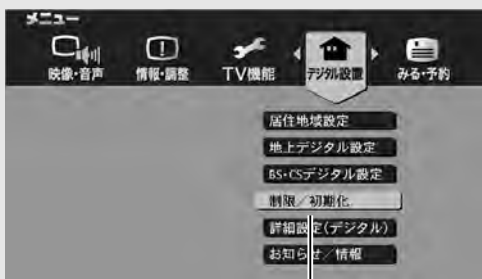 メニュー
映像・音声 情報・調整 TV機能 デジタル設置 みる・予約
居住地域設定
地上デジタル設定
BS・CSデジタル設定
制限／初期化
詳細設定(デジタル)
お知らせ／情報